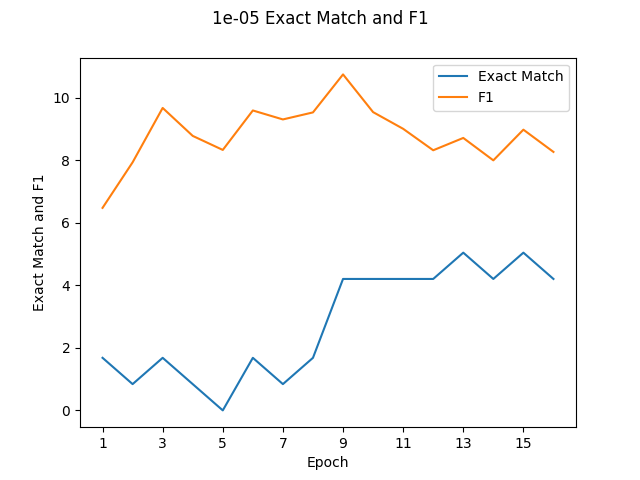 1e-05 Exact Match and F1
Exact Match
F1
Exact Match and F1
10
8
6
4
2
0
1 3 5 7 9 11 13 15
Epoch